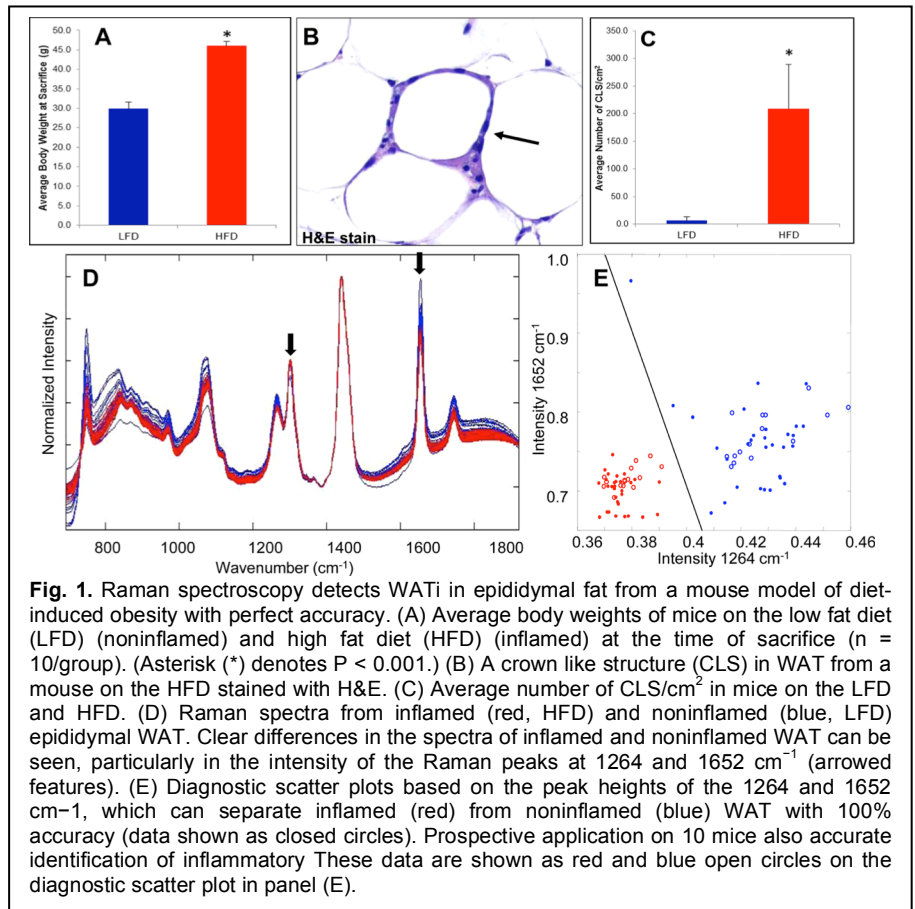 A
Average Body Weight at Sacrifice (g)
50.0
45.0
40.0
35.0
30.0
25.0
20.0
15.0
10.0
5.0
0.0
*
LFD
HFD
B
H&E stain
C
Average Number of CLS/cm²
350.0
300.0
250.0
200.0
150.0
100.0
50.0
0.0
*
LFD
HFD
D
Normalized Intensity
800
1000
1200
1400
1600
1800
Wavenumber (cm⁻¹)
E
Intensity 1652 cm⁻¹
1.0
0.9
0.8
0.7
0.36
0.38
0.4
0.42
0.44
0.46
Intensity 1264 cm⁻¹
Fig. 1. Raman spectroscopy detects WATi in epididymal fat from a mouse model of diet-
induced obesity with perfect accuracy. (A) Average body weights of mice on the low fat diet
(LFD) (noninflamed) and high fat diet (HFD) (inflamed) at the time of sacrifice (n =
10/group). (Asterisk (*) denotes P < 0.001.) (B) A crown like structure (CLS) in WAT from a
mouse on the HFD stained with H&E. (C) Average number of CLS/cm² in mice on the LFD
and HFD. (D) Raman spectra from inflamed (red, HFD) and noninflamed (blue, LFD)
epididymal WAT. Clear differences in the spectra of inflamed and noninflamed WAT can be
seen, particularly in the intensity of the Raman peaks at 1264 and 1652 cm⁻¹ (arrowed
features). (E) Diagnostic scatter plots based on the peak heights of the 1264 and 1652
cm−1, which can separate inflamed (red) from noninflamed (blue) WAT with 100%
accuracy (data shown as closed circles). Prospective application on 10 mice also accurate
identification of inflammatory These data are shown as red and blue open circles on the
diagnostic scatter plot in panel (E).